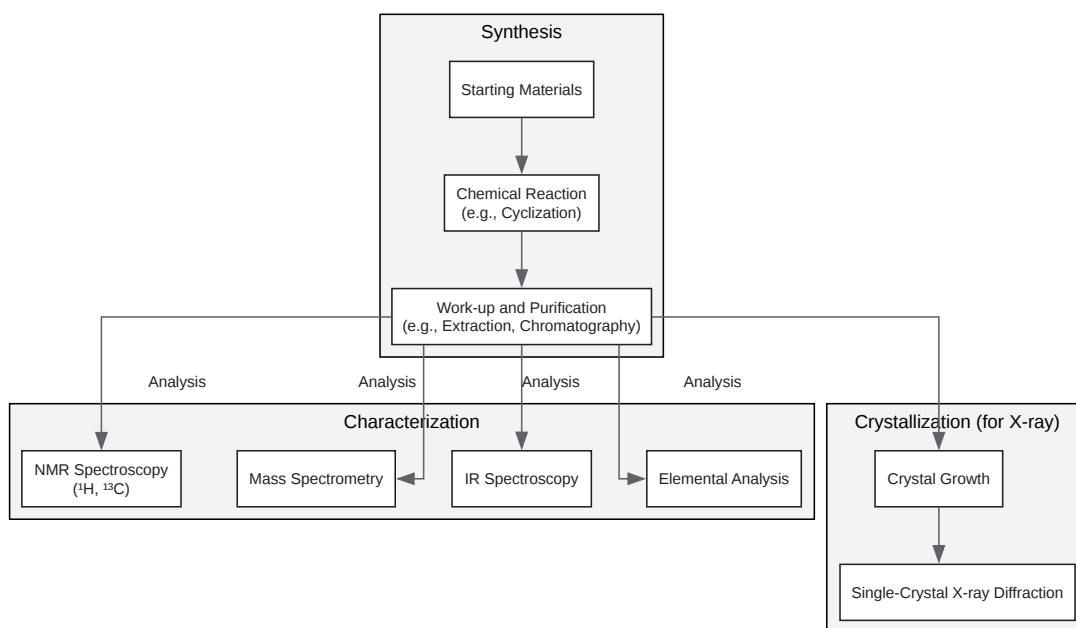 Synthesis
Starting Materials
Chemical Reaction
(e.g., Cyclization)
Work-up and Purification
(e.g., Extraction, Chromatography)
Analysis
Analysis
Analysis
Analysis
Characterization
NMR Spectroscopy
(¹H, ¹³C)
Mass Spectrometry
IR Spectroscopy
Elemental Analysis
Crystallization (for X-ray)
Crystal Growth
Single-Crystal X-ray Diffraction